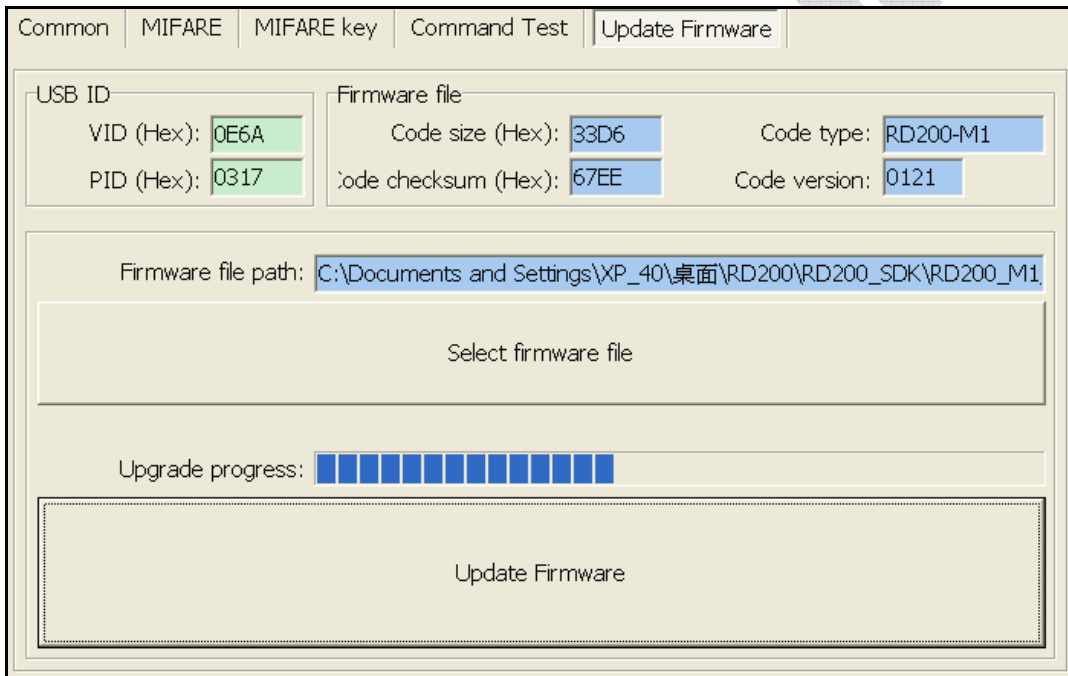 Common MIFARE MIFARE key Command Test Update Firmware
USB ID Firmware file
VID (Hex): 0E6A Code size (Hex): 33D6 Code type: RD200-M1
PID (Hex): 0317 ode checksum (Hex): 67EE Code version: 0121
Firmware file path: C:\Documents and Settings\XP_40\桌面\RD200\RD200_SDK\RD200_M1_
Select firmware file
Upgrade progress:
Update Firmware